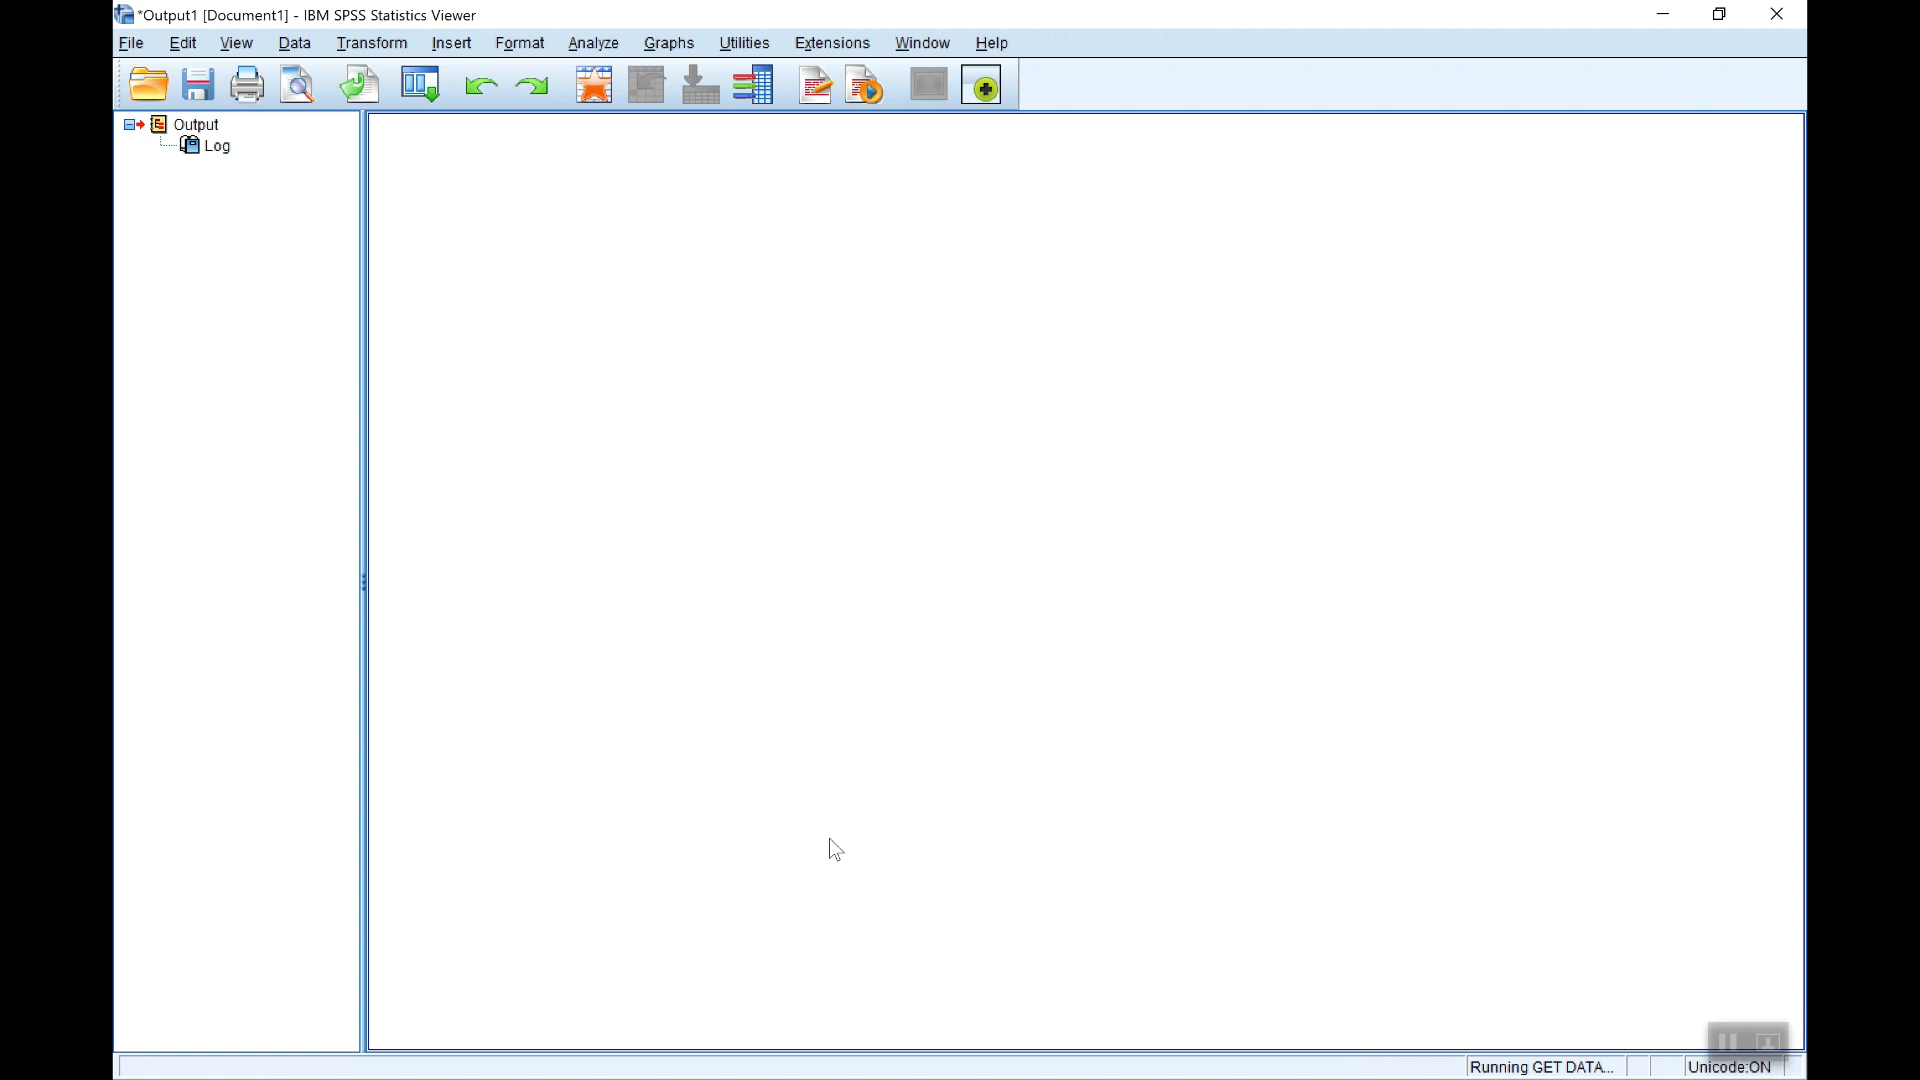 *Output1 [Document1] - IBM SPSS Statistics Viewer
File Edit View Data Transform Insert Format Analyze Graphs Utilities Extensions Window Help
Output
Log
Running GET DATA... Unicode:ON